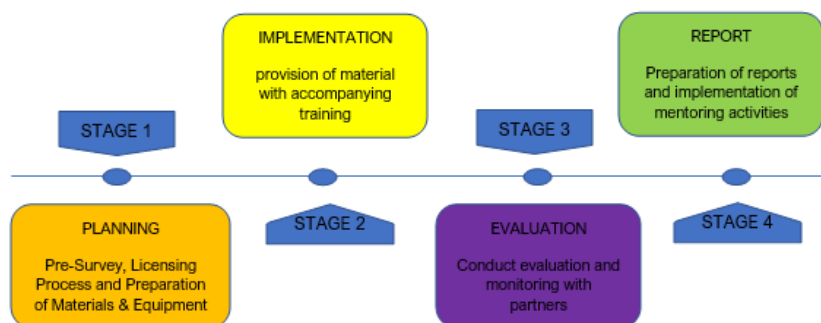 IMPLEMENTATION
provision of material
with accompanying
training
REPORT
Preparation of reports
and implementation of
mentoring activities
STAGE 1
STAGE 3
STAGE 2
STAGE 4
PLANNING
Pre-Survey, Licensing
Process and Preparation
of Materials & Equipment
EVALUATION
Conduct evaluation and
monitoring with
partners